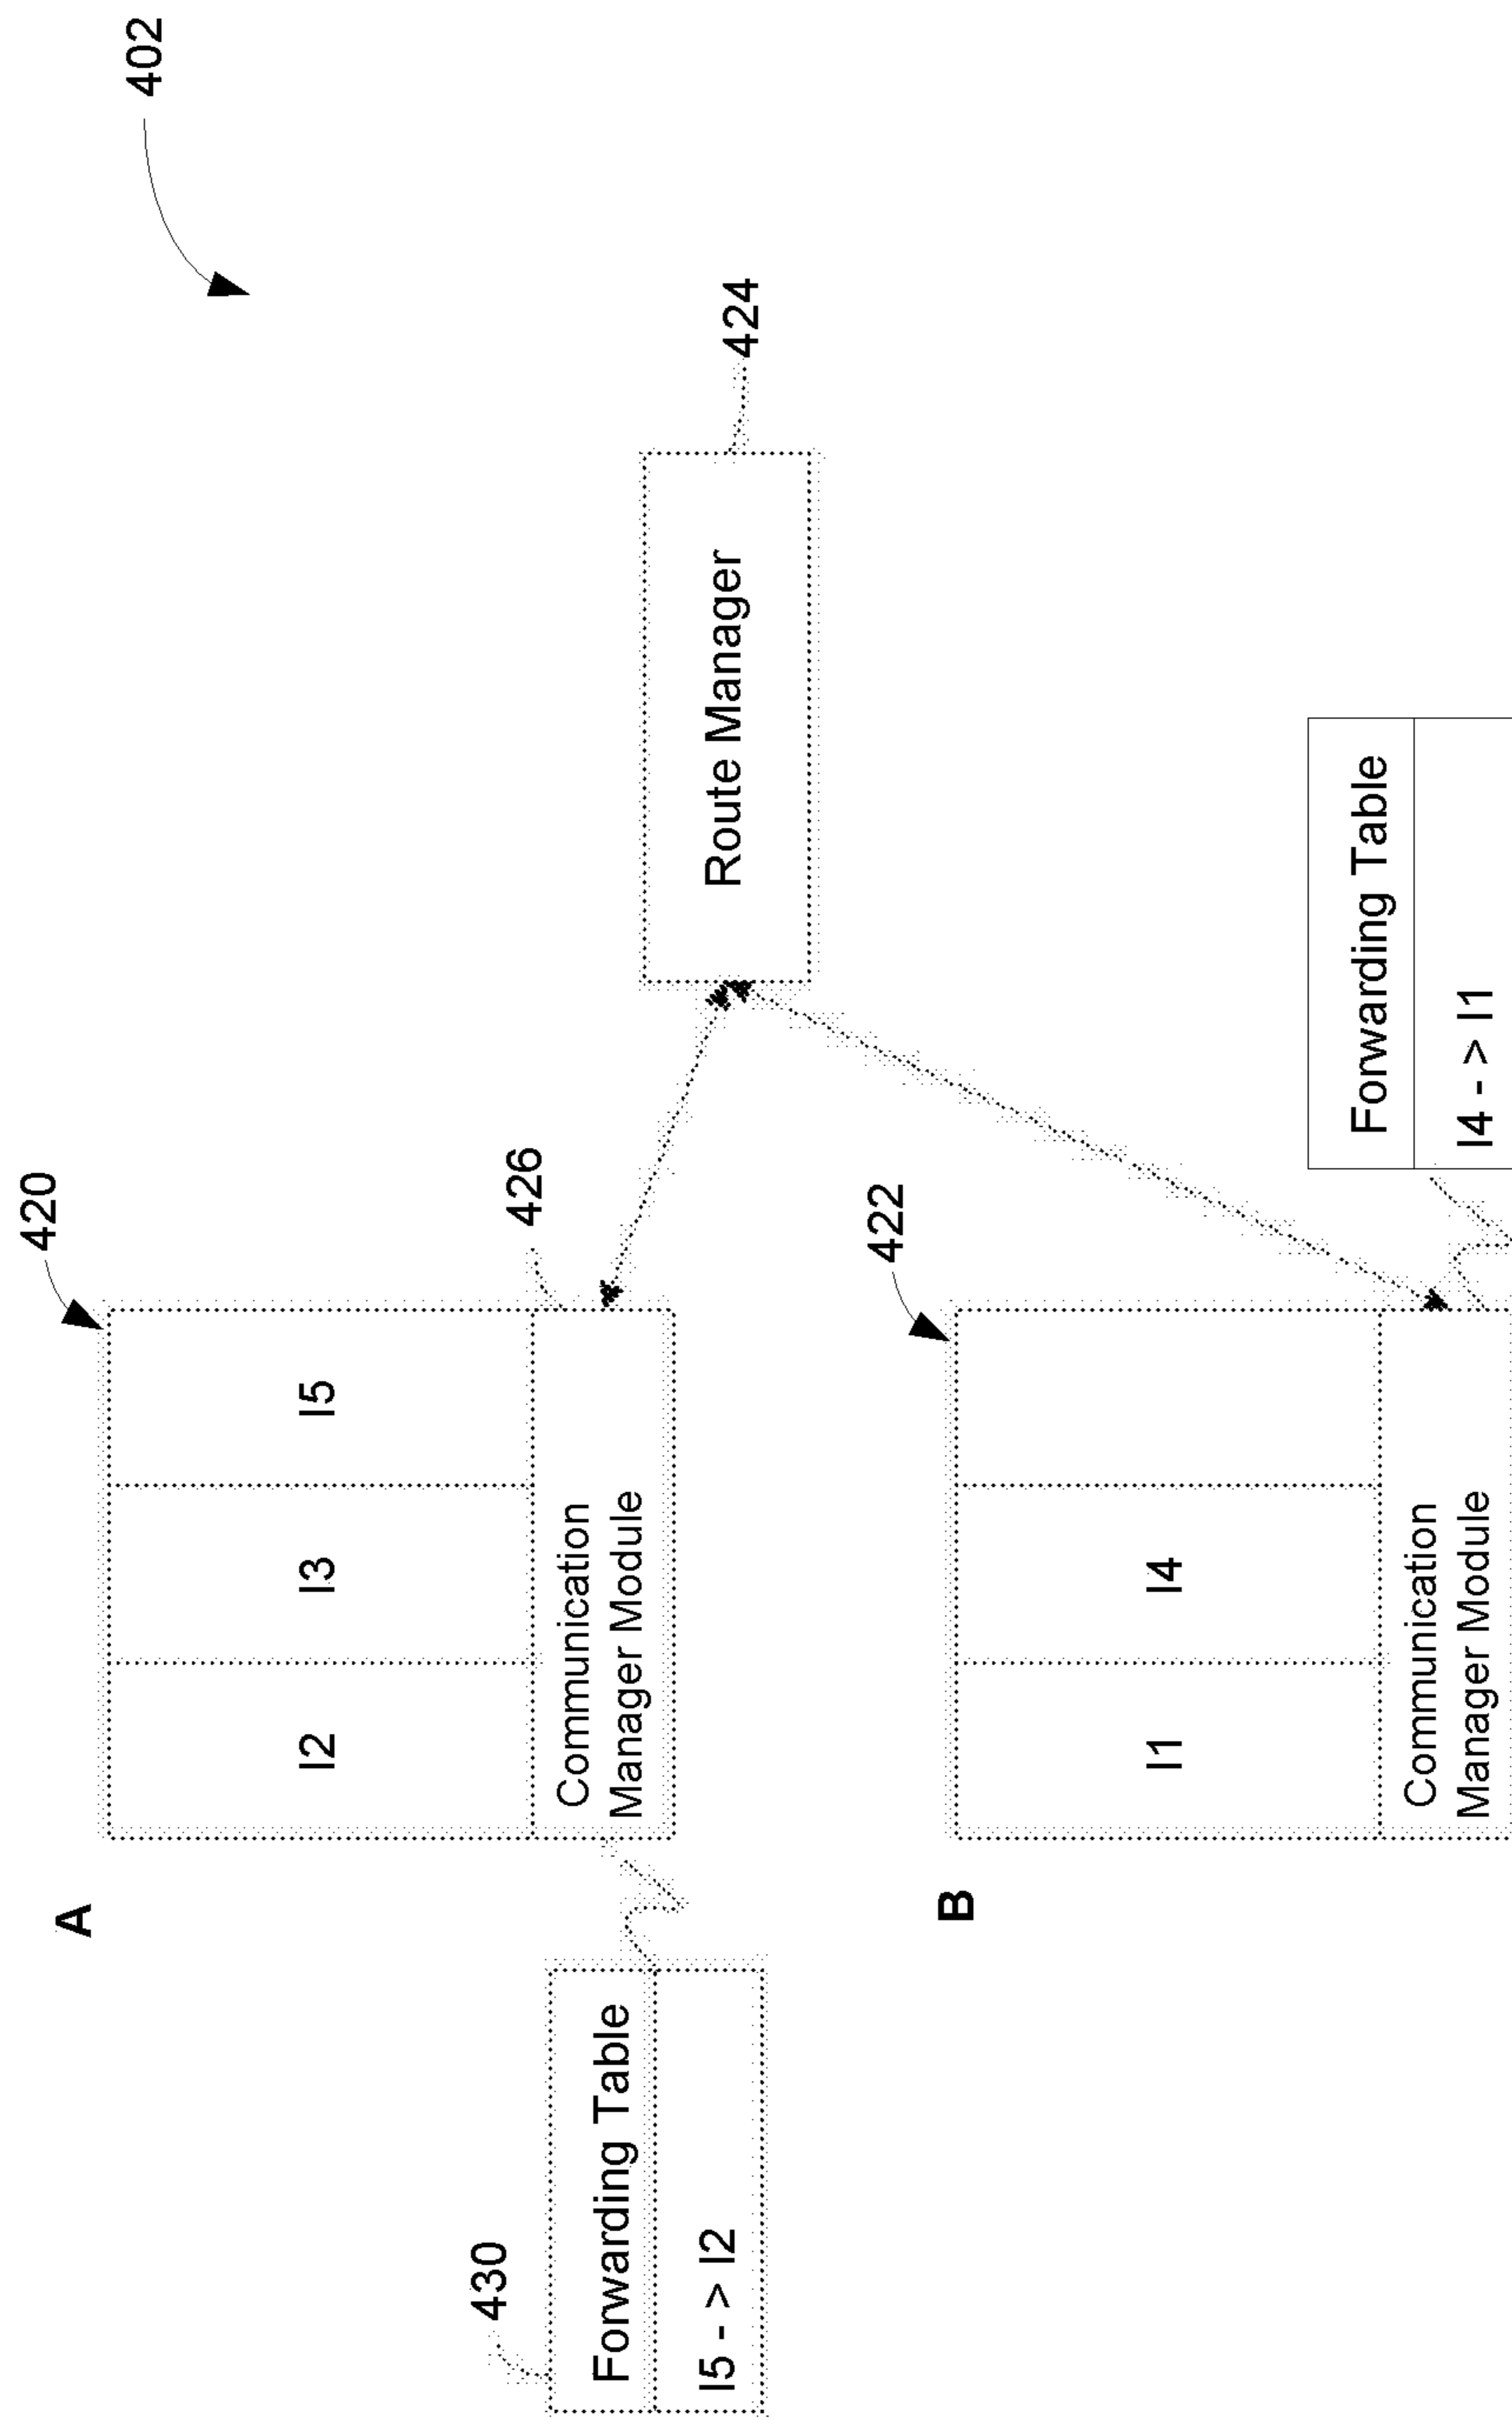 402
A
420
I2
I3
I5
Communication
Manager Module
426
430
Forwarding Table
I5 - > I2
Route Manager
424
B
422
I1
I4
Communication
Manager Module
Forwarding Table
I4 - > I1